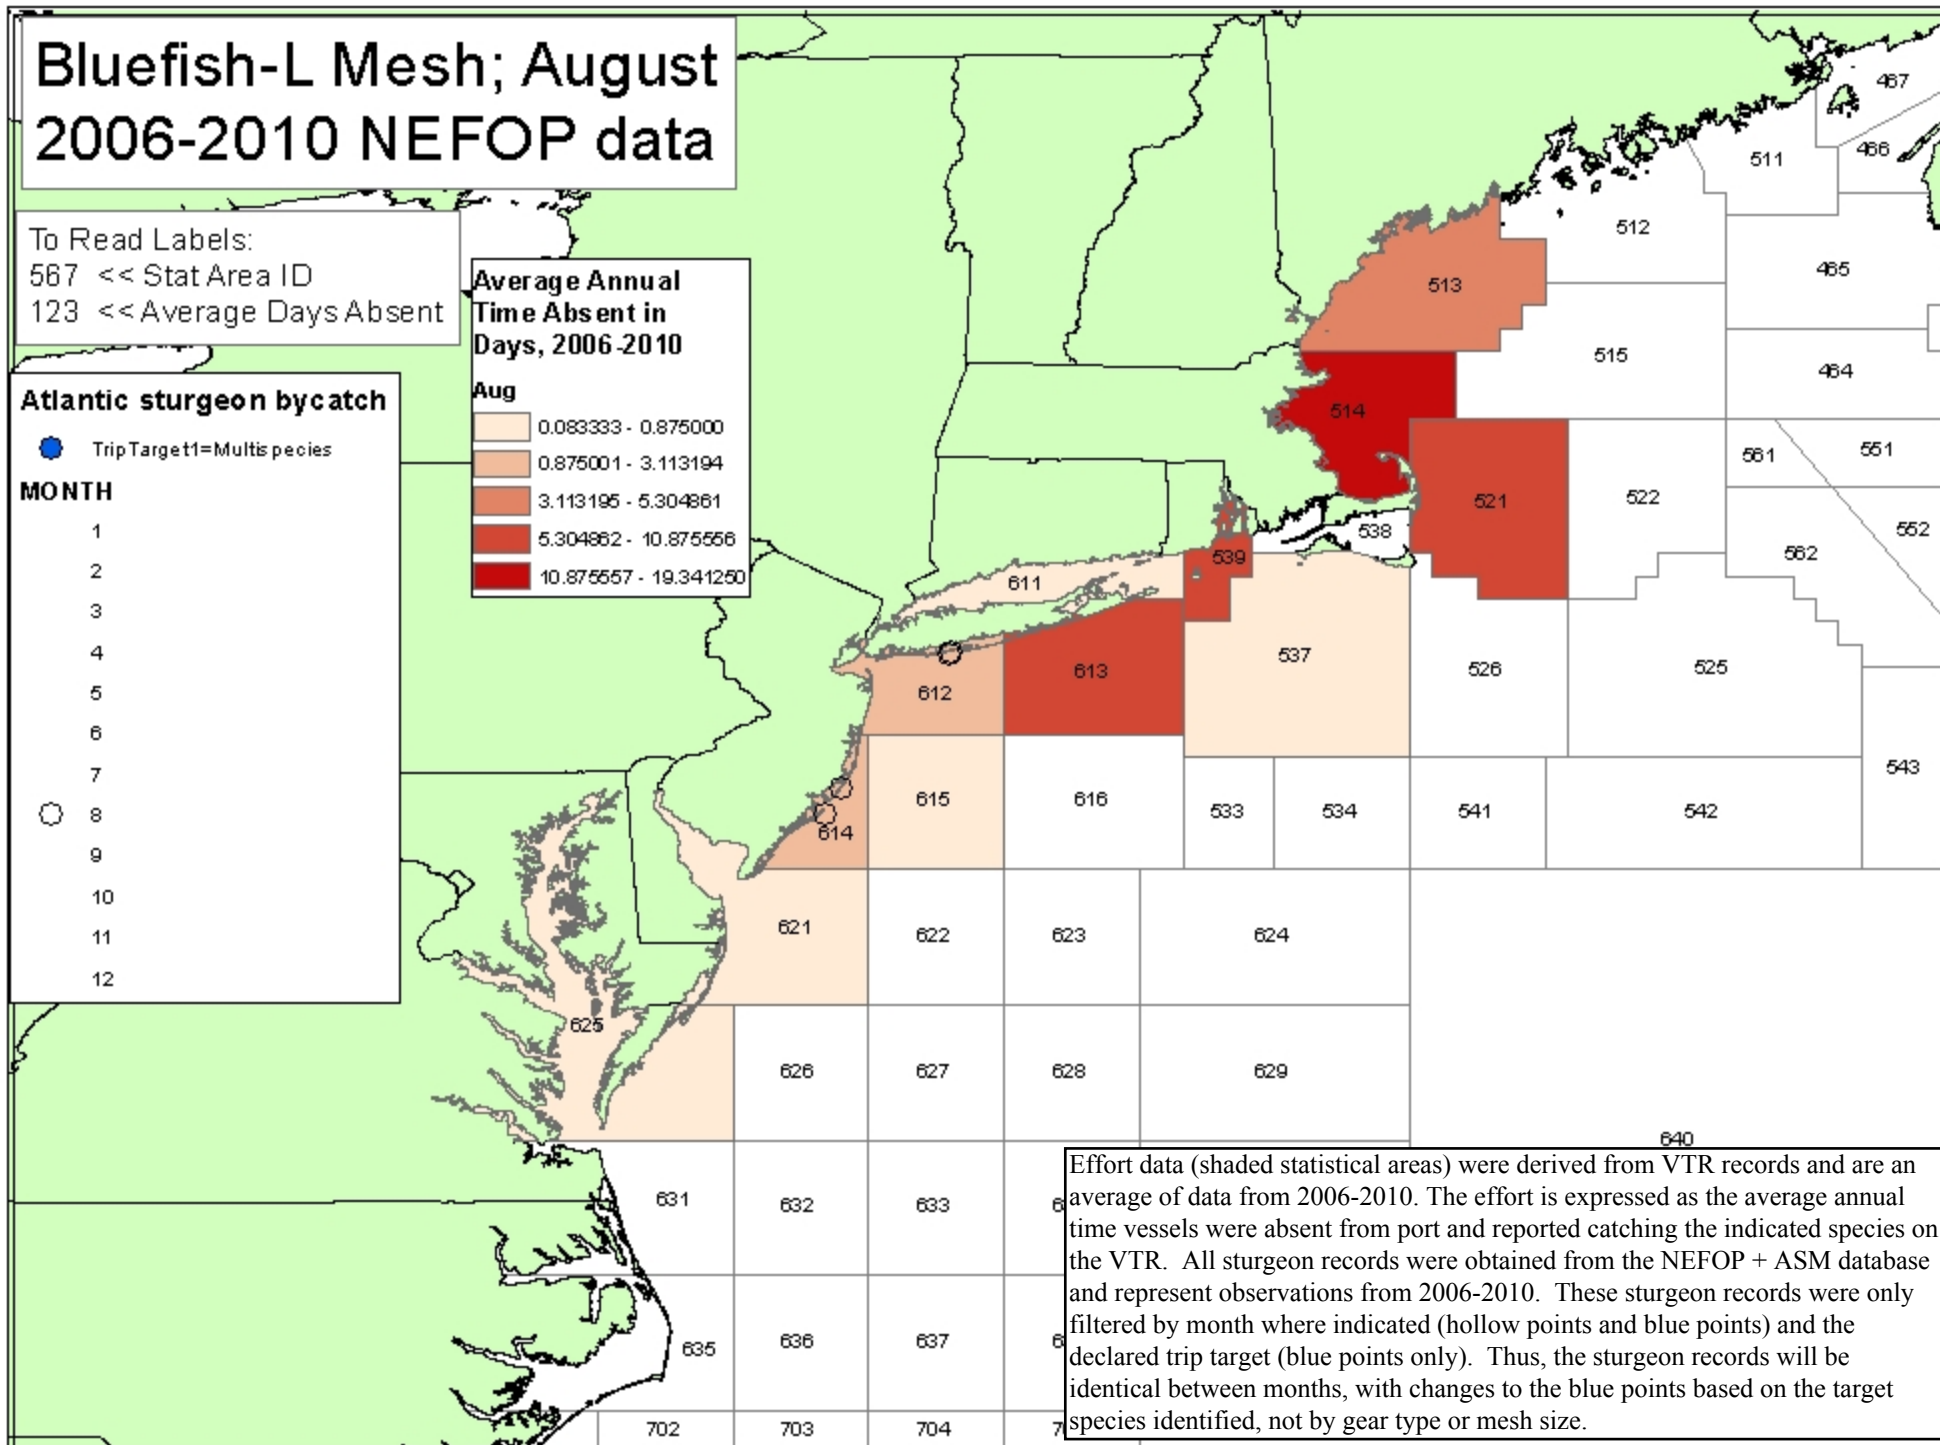 Bluefish-L Mesh; August
2006-2010 NEFOP data
To Read Labels:
567 << Stat Area ID
123 << Average Days Absent
Average Annual
Time Absent in
Days, 2006-2010
Aug
0.083333 - 0.875000
0.875001 - 3.113194
3.113195 - 5.304861
5.304862 - 10.875556
10.875557 - 19.341250
Atlantic sturgeon bycatch
TripTarget1=Multispecies
MONTH
1
2
3
4
5
6
7
8
9
10
11
12
467
511
466
512
465
513
515
464
514
561
551
521
522
538
552
562
539
611
537
613
526
525
612
543
615
616
533
534
541
542
614
621
622
623
624
625
626
627
628
629
640
631
632
633
635
636
637
702
703
704
Effort data (shaded statistical areas) were derived from VTR records and are an
average of data from 2006-2010. The effort is expressed as the average annual
time vessels were absent from port and reported catching the indicated species on
the VTR.  All sturgeon records were obtained from the NEFOP + ASM database
and represent observations from 2006-2010.  These sturgeon records were only
filtered by month where indicated (hollow points and blue points) and the
declared trip target (blue points only).  Thus, the sturgeon records will be
identical between months, with changes to the blue points based on the target
species identified, not by gear type or mesh size.